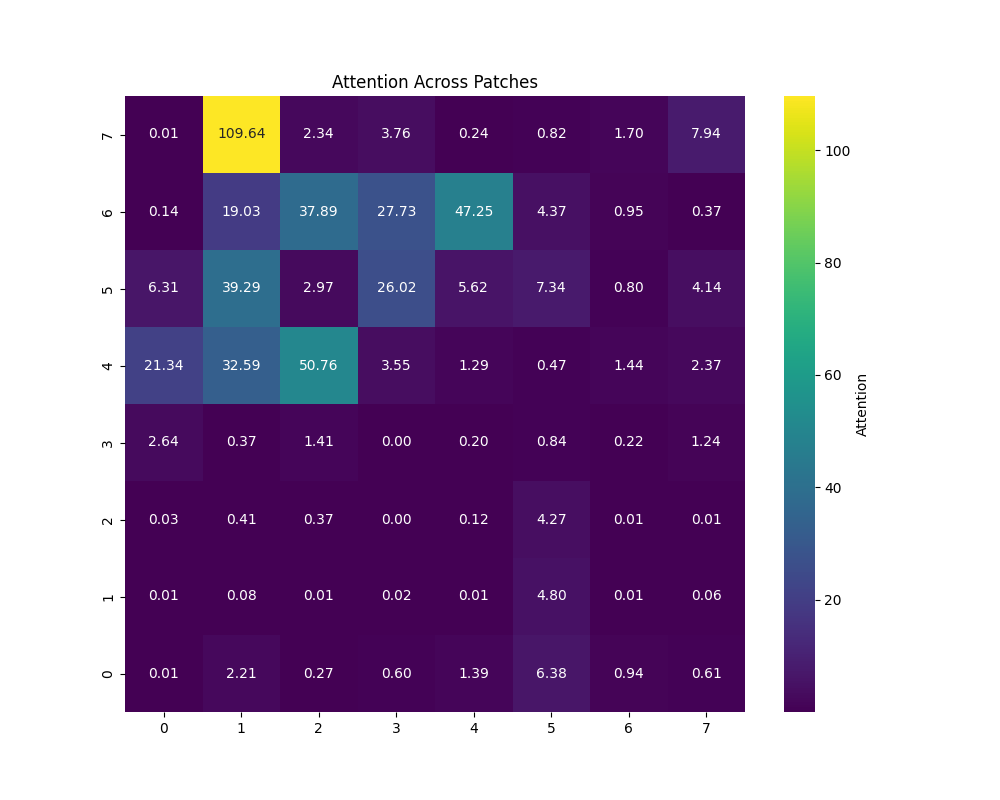 Attention Across Patches
7 0.01 109.64 2.34 3.76 0.24 0.82 1.70 7.94
6 0.14 19.03 37.89 27.73 47.25 4.37 0.95 0.37
5 6.31 39.29 2.97 26.02 5.62 7.34 0.80 4.14
4 21.34 32.59 50.76 3.55 1.29 0.47 1.44 2.37
3 2.64 0.37 1.41 0.00 0.20 0.84 0.22 1.24
2 0.03 0.41 0.37 0.00 0.12 4.27 0.01 0.01
1 0.01 0.08 0.01 0.02 0.01 4.80 0.01 0.06
0 0.01 2.21 0.27 0.60 1.39 6.38 0.94 0.61
0 1 2 3 4 5 6 7
100
80
60
40
20
Attention